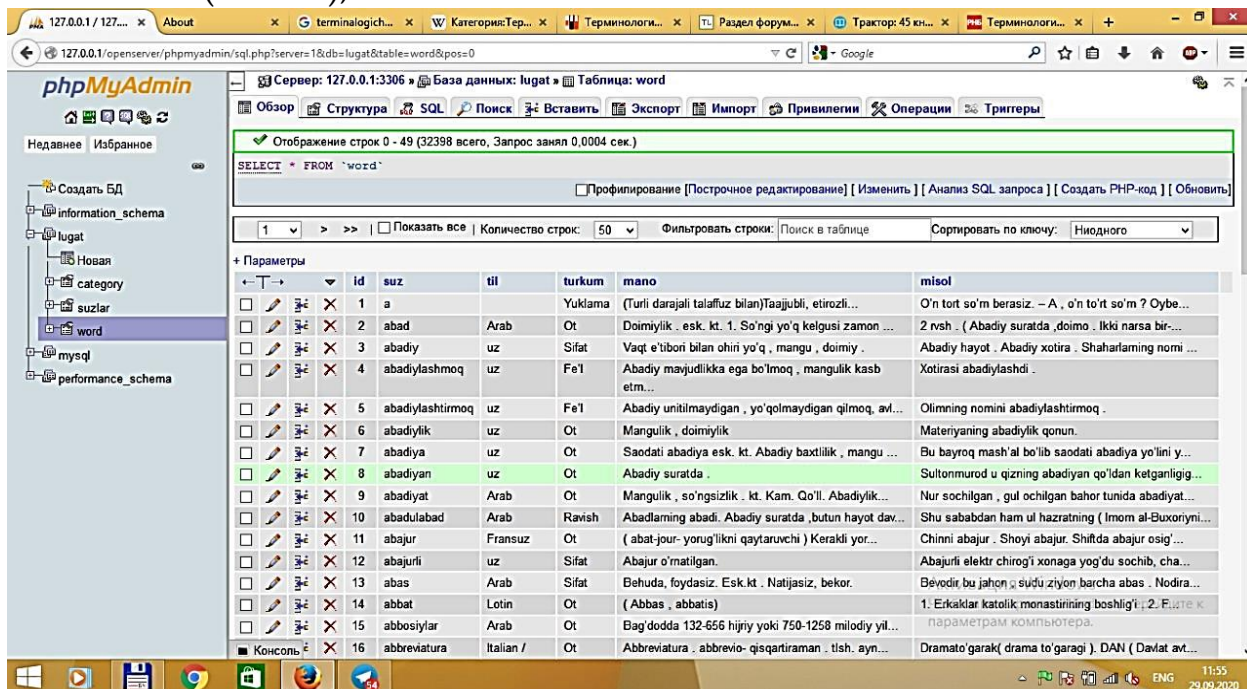 127.0.0.1 / 127.... × About × terminalogich... × Категория:Тер... × Терминологи... × Раздел форум... × Трактор: 45 кн... × Терминологи... × +
127.0.0.1/openserver/phpmyadmin/sql.php?server=1&db=lugat&table=word&pos=0 Google
phpMyAdmin
Недавнее Избранное
Создать БД
information_schema
lugat
Новая
category
suzlar
word
mysql
performance_schema
Сервер: 127.0.0.1:3306 » База данных: lugat » Таблица: word
Обзор Структура SQL Поиск Вставить Экспорт Импорт Привилегии Операции Триггеры
Отображение строк 0 - 49 (32398 всего, Запрос занял 0,0004 сек.)
SELECT * FROM `word`
Профилирование [Построчное редактирование] [ Изменить ] [ Анализ SQL запроса ] [ Создать PHP-код ] [ Обновить]
1 > >> | Показать все | Количество строк: 50 Фильтровать строки: Поиск в таблице Сортировать по ключу: Ниодного
+ Параметры
←T→ id suz til turkum mano misol
1 a Yuklama (Turli darajali talaffuz bilan)Taajjubli, etirozli... O'n tort so'm berasiz. – A , o'n to'rt so'm ? Oybe...
2 abad Arab Ot Doimiylik . esk. kt. 1. So'ngi yo'q kelgusi zamon ... 2 rvsh . ( Abadiy suratda ,doimo . Ikki narsa bir-...
3 abadiy uz Sifat Vaqt e'tibori bilan ohiri yo'q , mangu , doimiy . Abadiy hayot . Abadiy xotira . Shaharlarning nomi ...
4 abadiylashmoq uz Fe'l Abadiy mavjudlikka ega bo'lmoq , mangulik kasb etm... Xotirasi abadiylashdi .
5 abadiylashtirmoq uz Fe'l Abadiy unitilmaydigan , yo'qolmaydigan qilmoq, avl... Olimning nomini abadiylashtirmoq .
6 abadiylik uz Ot Mangulik , doimiylik Materiyaning abadiylik qonun.
7 abadiya uz Ot Saodati abadiya esk. kt. Abadiy baxtlilik , mangu ... Bu bayroq mash'al bo'lib saodati abadiya yo'lini y...
8 abadiyan uz Ot Abadiy suratda . Sultonmurod u qizning abadiyan qo'ldan ketganligig...
9 abadiyat Arab Ot Mangulik , so'ngsizlik . kt. Kam. Qo'll. Abadiylik... Nur sochilgan , gul ochilgan bahor tunida abadiyat...
10 abadulabad Arab Ravish Abadlarning abadi. Abadiy suratda ,butun hayot dav... Shu sababdan ham ul hazratning ( Imom al-Buxoriyni...
11 abajur Fransuz Ot ( abat-jour- yorug'likni qaytaruvchi ) Kerakli yor... Chinni abajur . Shoyi abajur. Shiftda abajur osig'...
12 abajurli uz Sifat Abajur o'rnatilgan. Abajurli elektr chirog'i xonaga yog'du sochib, cha...
13 abas Arab Sifat Behuda, foydasiz. Esk.kt . Natijasiz, bekor. Bevodir bu jahon , sudu ziyon barcha abas . Nodira...
14 abbat Lotin Ot ( Abbas , abbatis) 1. Erkaklar katolik monastirining boshlig'i . 2. F...
15 abbosiylar Arab Ot Bag'dodda 132-656 hijriy yoki 750-1258 milodiy yil...
параметрам компьютера.
Консоль 16 abbreviatura Italian / Ot Abbreviatura . abbrevio- qisqartiraman . tlsh. ayn... Dramato'garak( drama to'garagi ). DAN ( Davlat avt...
54 ENG 11:55
29.09.2020